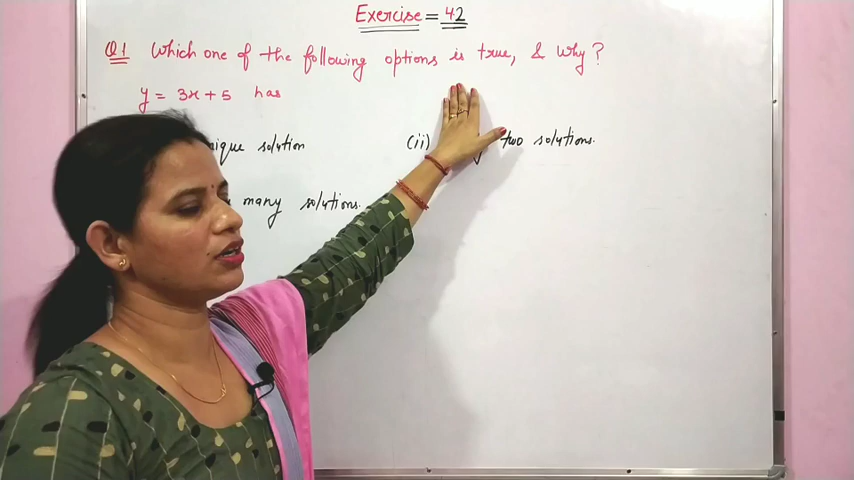 Exercise = 42
Q1 Which one of the following options is true, & Why?
y = 3x + 5 has
unique solution (ii) two solutions.
many solutions.